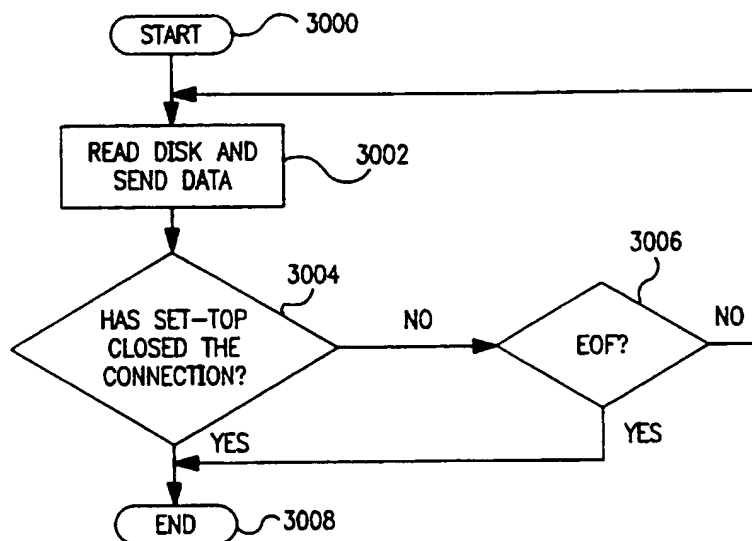 START
3000
READ DISK AND
SEND DATA
3002
3004
HAS SET-TOP
CLOSED THE
CONNECTION?
NO
3006
EOF?
NO
YES
YES
END
3008